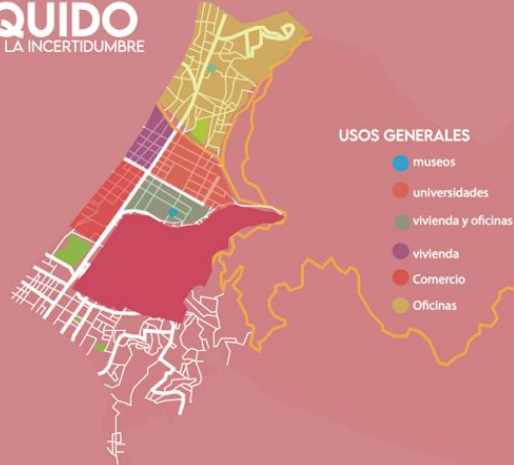 QUIDO
LA INCERTIDUMBRE
USOS GENERALES
museos
universidades
vivienda y oficinas
vivienda
Comercio
Oficinas